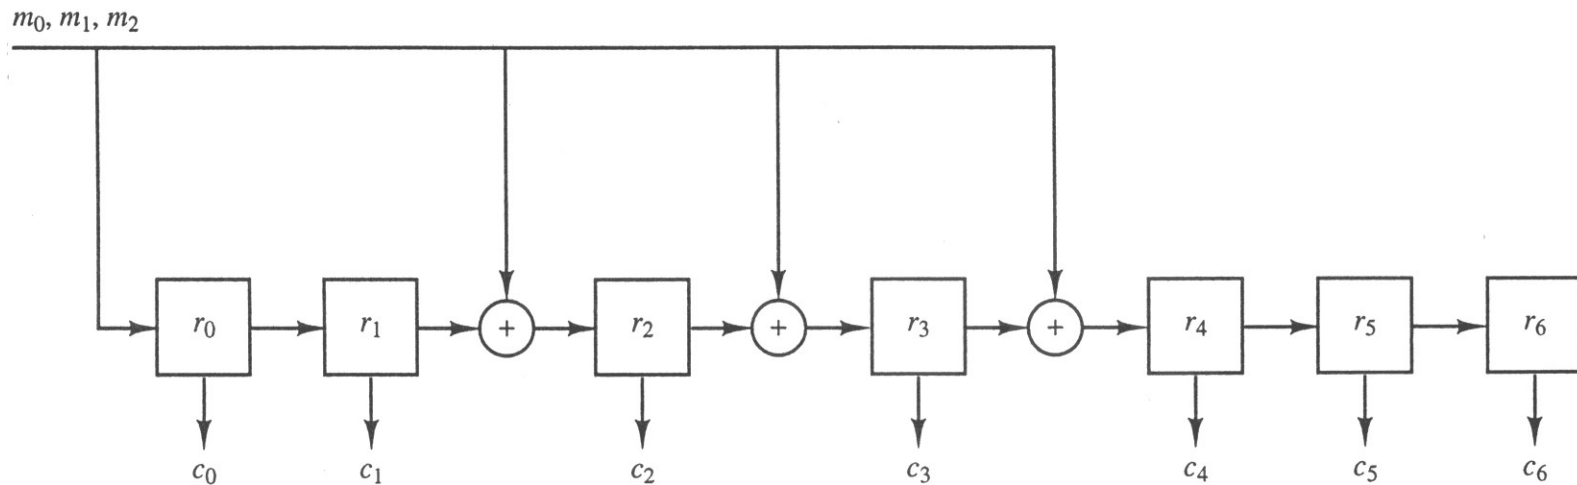 m₀, m₁, m₂
r₀ r₁ + r₂ + r₃ + r₄ r₅ r₆
c₀ c₁ c₂ c₃ c₄ c₅ c₆